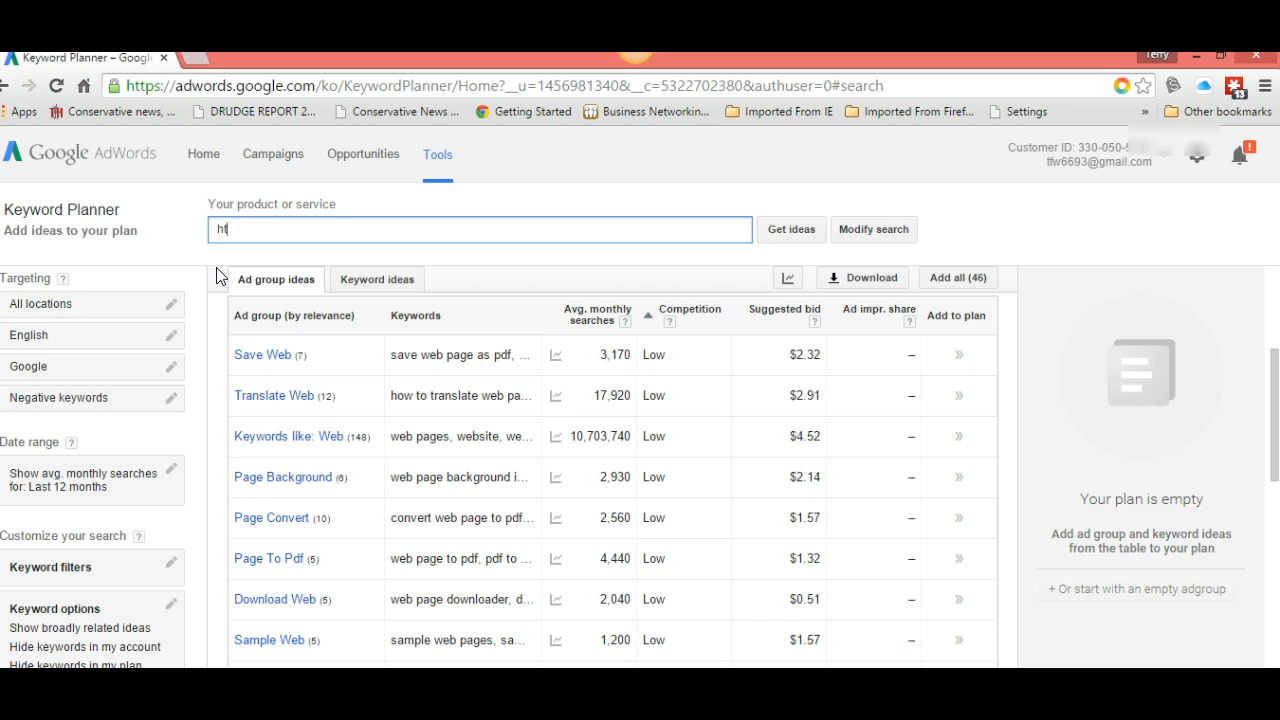 Keyword Planner – Googl
Terry
https://adwords.google.com/ko/KeywordPlanner/Home?__u=1456981340&__c=5322702380&authuser=0#search
13
Apps Conservative news, ... DRUDGE REPORT 2... Conservative News ... Getting Started Business Networkin... Imported From IE Imported From Firef... Settings » Other bookmarks
Google AdWords Home Campaigns Opportunities Tools
Customer ID: 330-050-
tfw6693@gmail.com
!
Keyword Planner
Add ideas to your plan
Your product or service
ht
Get ideas Modify search
Targeting ?
All locations
English
Google
Negative keywords
Date range ?
Show avg. monthly searches
for: Last 12 months
Customize your search ?
Keyword filters
Keyword options
Show broadly related ideas
Hide keywords in my account
Hide keywords in my plan
Ad group ideas Keyword ideas Download Add all (46)
Ad group (by relevance) Keywords Avg. monthly searches ? Competition ? Suggested bid ? Ad impr. share ? Add to plan
Save Web (7) save web page as pdf, ... 3,170 Low $2.32 – »
Translate Web (12) how to translate web pa... 17,920 Low $2.91 – »
Keywords like: Web (148) web pages, website, we... 10,703,740 Low $4.52 – »
Page Background (6) web page background i... 2,930 Low $2.14 – »
Page Convert (10) convert web page to pdf... 2,560 Low $1.57 – »
Page To Pdf (5) web page to pdf, pdf to ... 4,440 Low $1.32 – »
Download Web (5) web page downloader, d... 2,040 Low $0.51 – »
Sample Web (5) sample web pages, sa... 1,200 Low $1.57 – »
Your plan is empty
Add ad group and keyword ideas
from the table to your plan
+ Or start with an empty adgroup